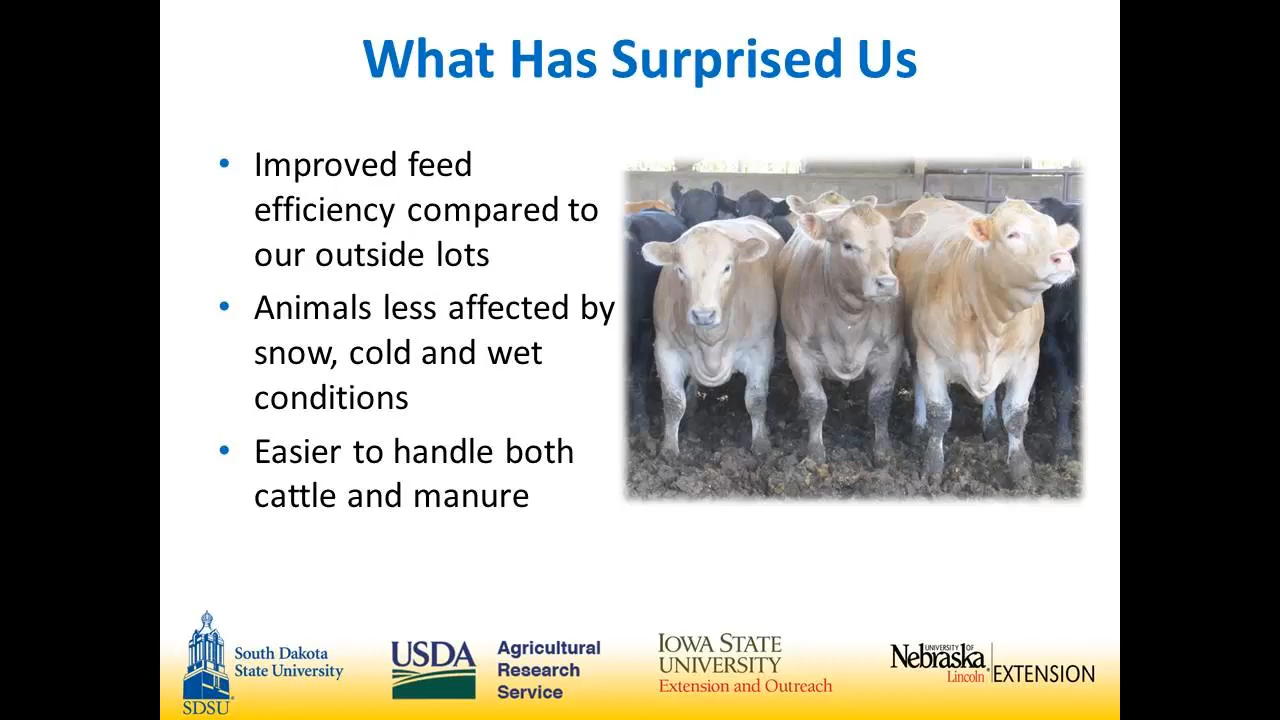 What Has Surprised Us
• Improved feed
efficiency compared to
our outside lots
• Animals less affected by
snow, cold and wet
conditions
• Easier to handle both
cattle and manure
South Dakota
State University
SDSU
USDA
Agricultural
Research
Service
IOWA STATE
UNIVERSITY
Extension and Outreach
UNIVERSITY OF
Nebraska
Lincoln
EXTENSION